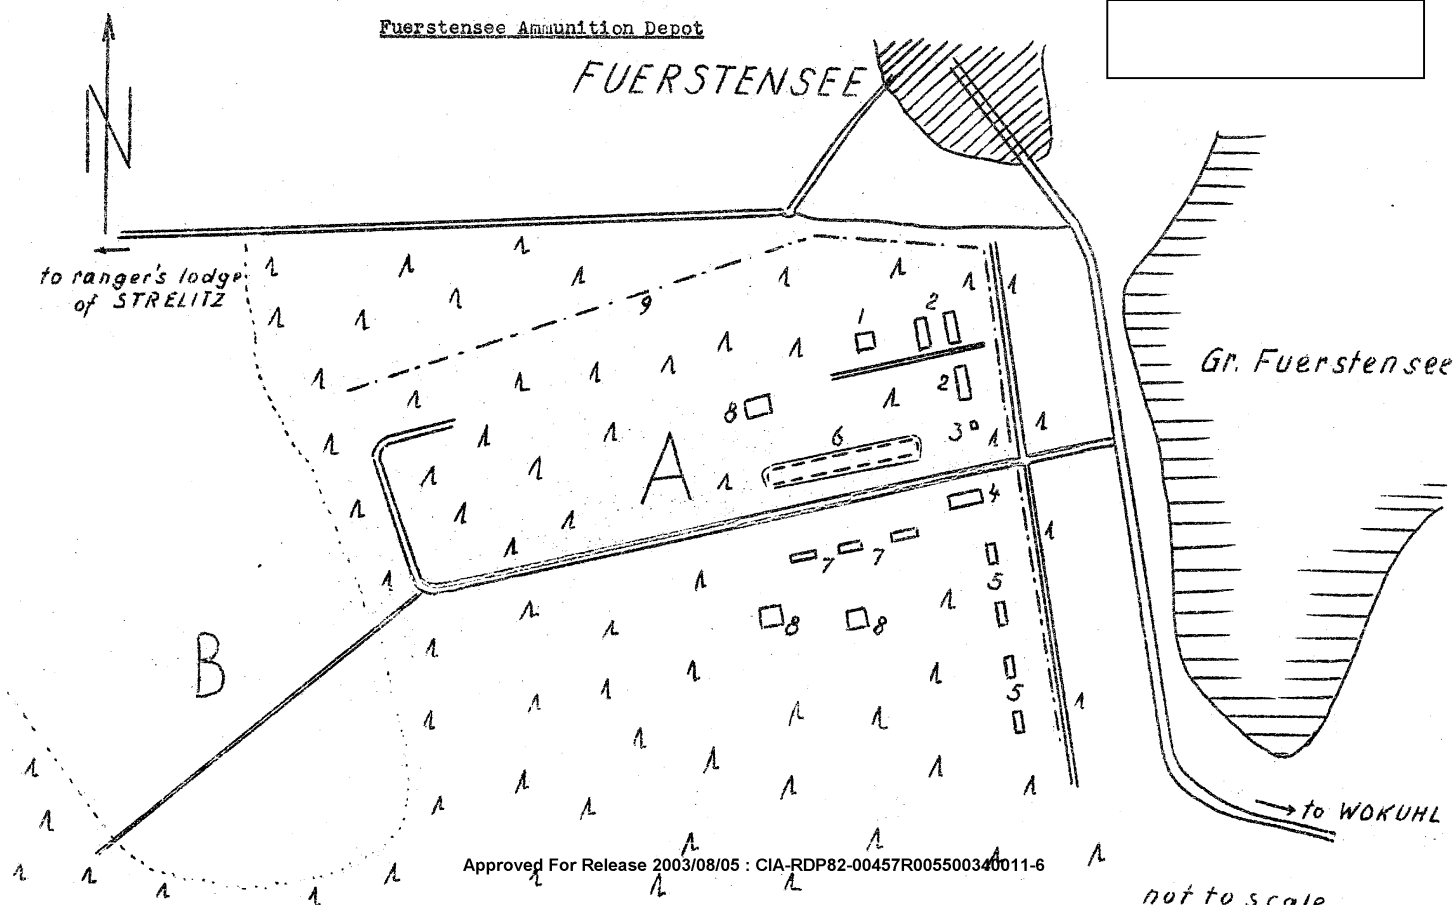 Fuerstensee Ammunition Depot
FUERSTENSEE
N
to ranger's lodge
of STRELITZ
9
1
2
Gr. Fuerstensee
2
8
3
6
A
4
7
7
5
8
8
B
5
to WOKUHL
Approved For Release 2003/08/05 : CIA-RDP82-00457R005500340011-6
not to scale